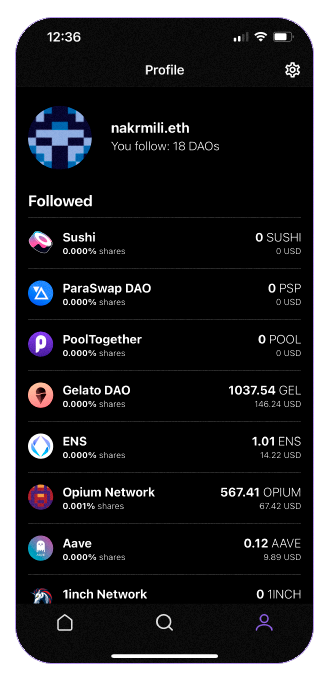 12:36
Profile
nakrmili.eth
You follow: 18 DAOs
Followed
Sushi 0 SUSHI
0.000% shares 0 USD
ParaSwap DAO 0 PSP
0.000% shares 0 USD
PoolTogether 0 POOL
0.000% shares 0 USD
Gelato DAO 1037.54 GEL
0.000% shares 146.24 USD
ENS 1.01 ENS
0.000% shares 14.22 USD
Opium Network 567.41 OPIUM
0.001% shares 67.42 USD
Aave 0.12 AAVE
0.000% shares 9.89 USD
1inch Network 0 1INCH